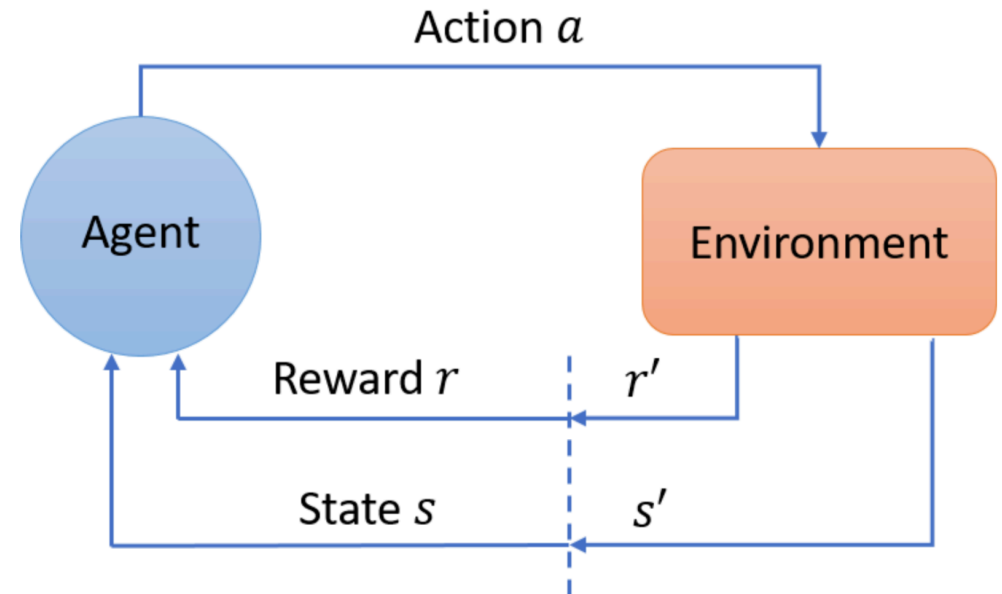 Action a
Agent
Environment
Reward r
r′
State s
s′